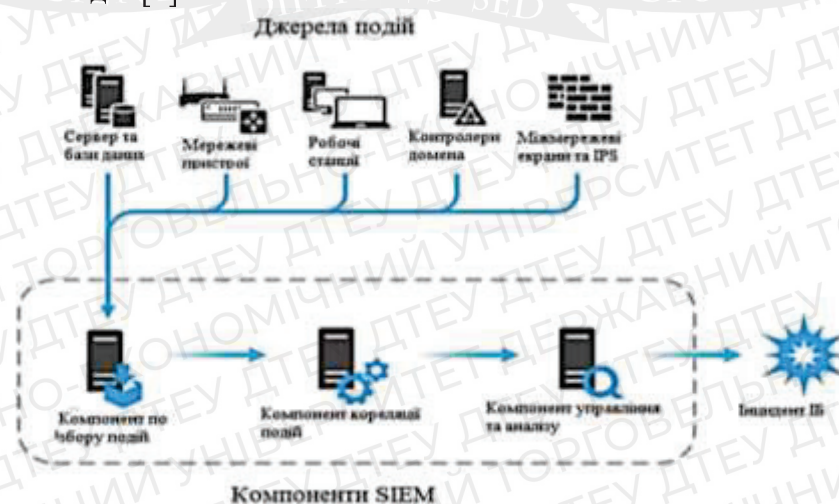 Джерела подій
Сервер та
бази даних
Мережеві
пристрої
Робочі
станції
Контролери
домена
Міжмережеві
екрани та IPS
Компонент по
збору подій
Компонент кореляції
подій
Компонент управління
та аналізу
Інцидент ІБ
Компоненти SIEM